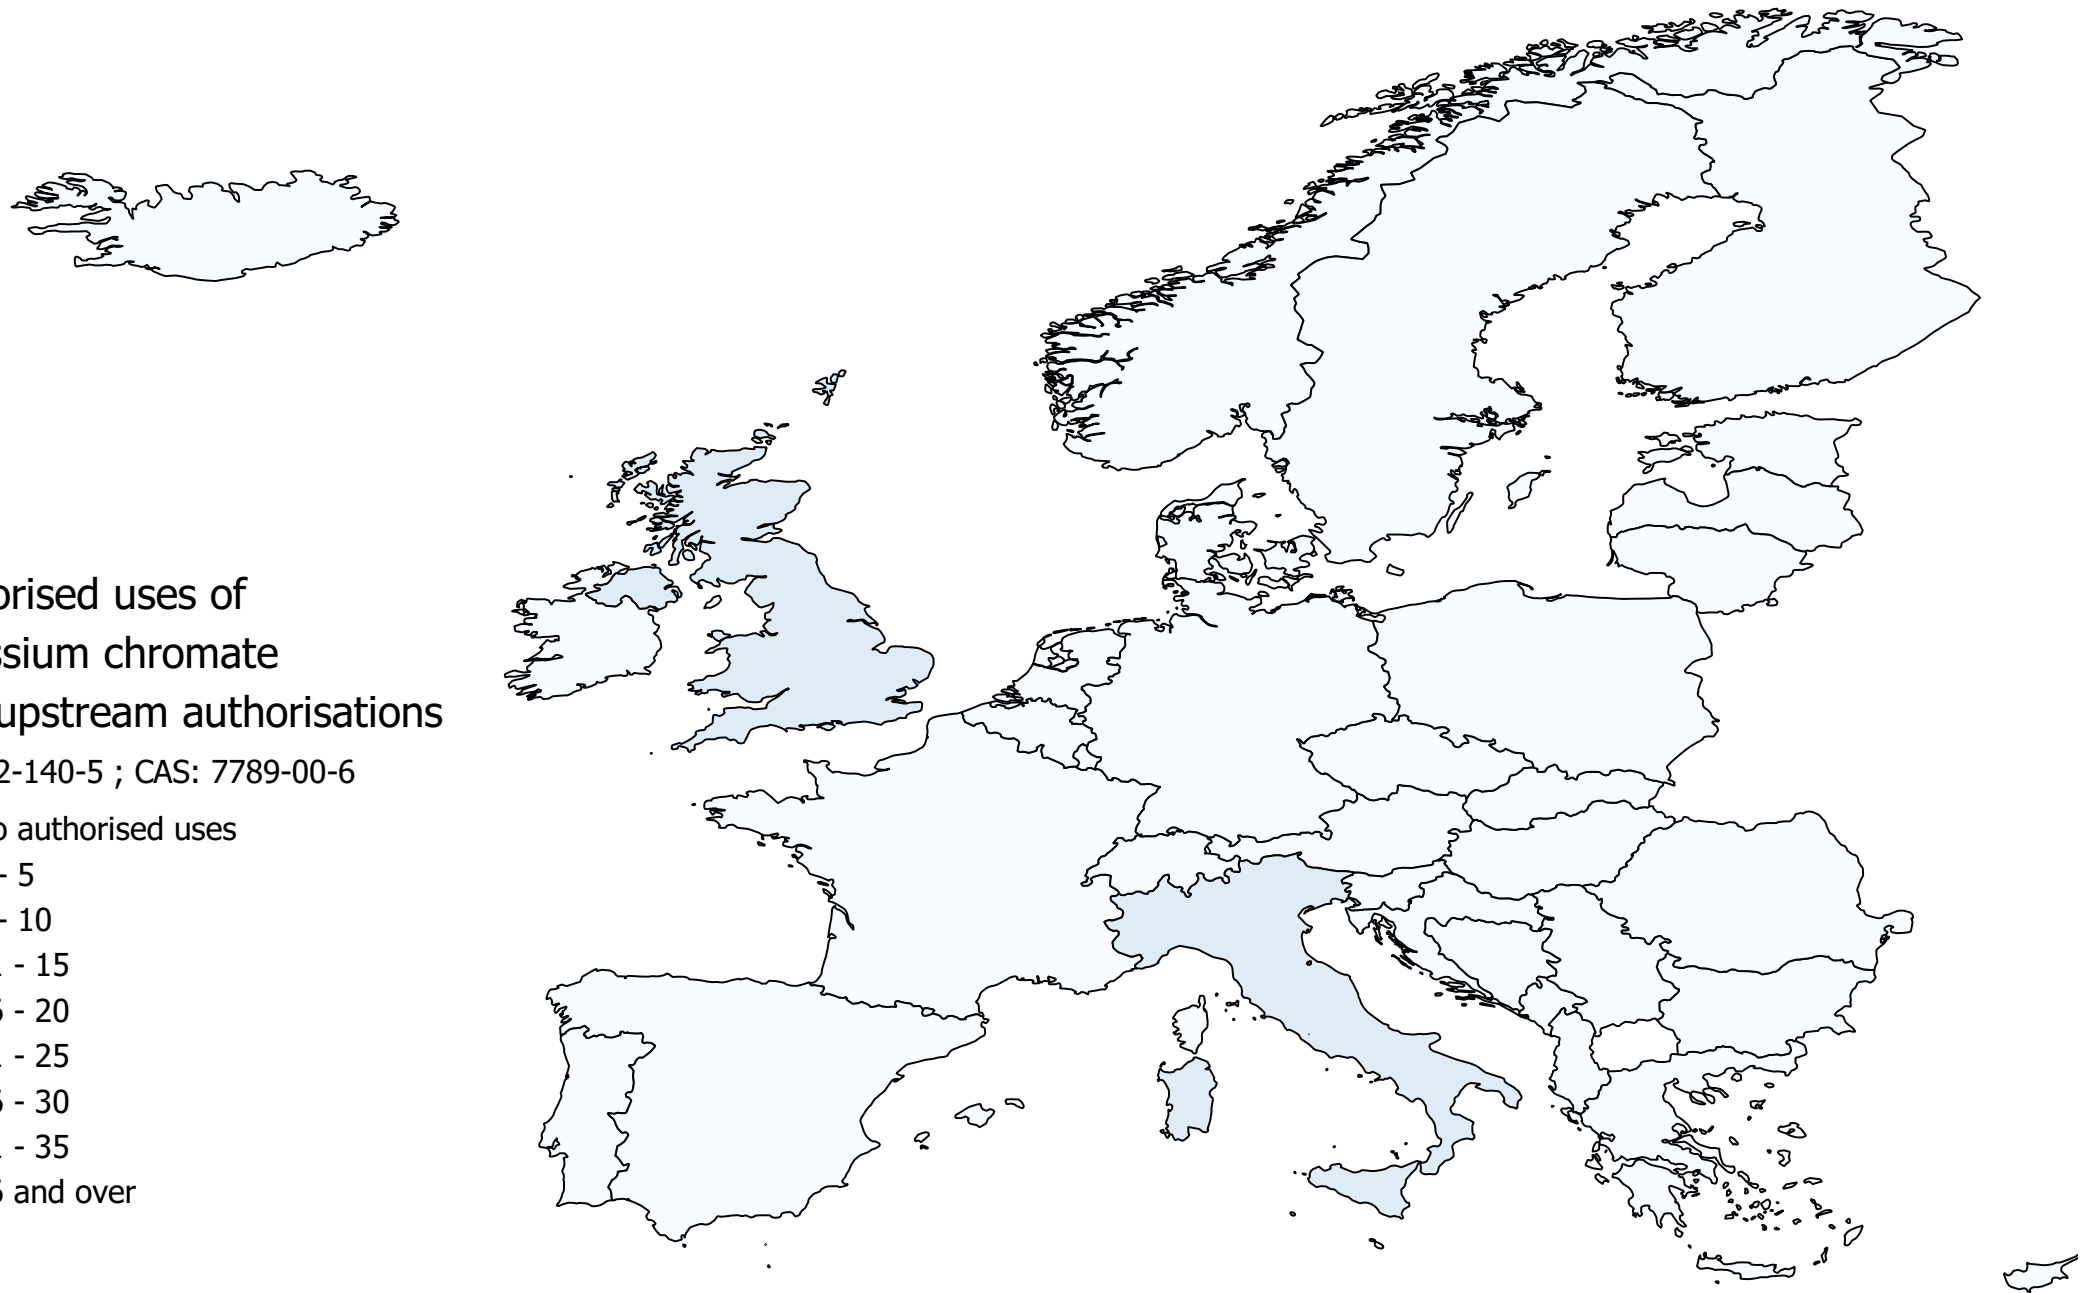 orised uses of
ssium chromate
upstream authorisations
2-140-5 ; CAS: 7789-00-6
o authorised uses
- 5
- 10
- 15
- 20
- 25
- 30
- 35
and over